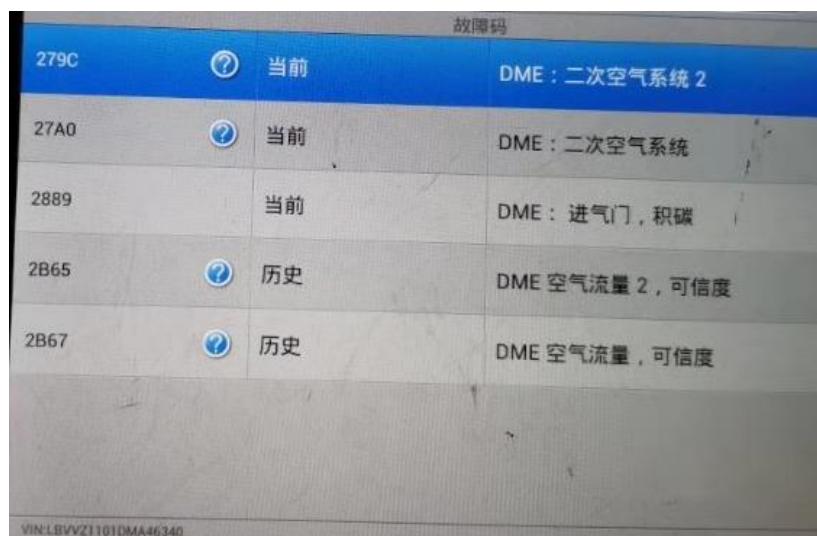 故障码
279C 当前 DME：二次空气系统 2
27A0 当前 DME：二次空气系统
2889 当前 DME： 进气门，积碳
2B65 历史 DME 空气流量 2，可信度
2B67 历史 DME 空气流量，可信度
VIN:LBVVZ1101DMA46340